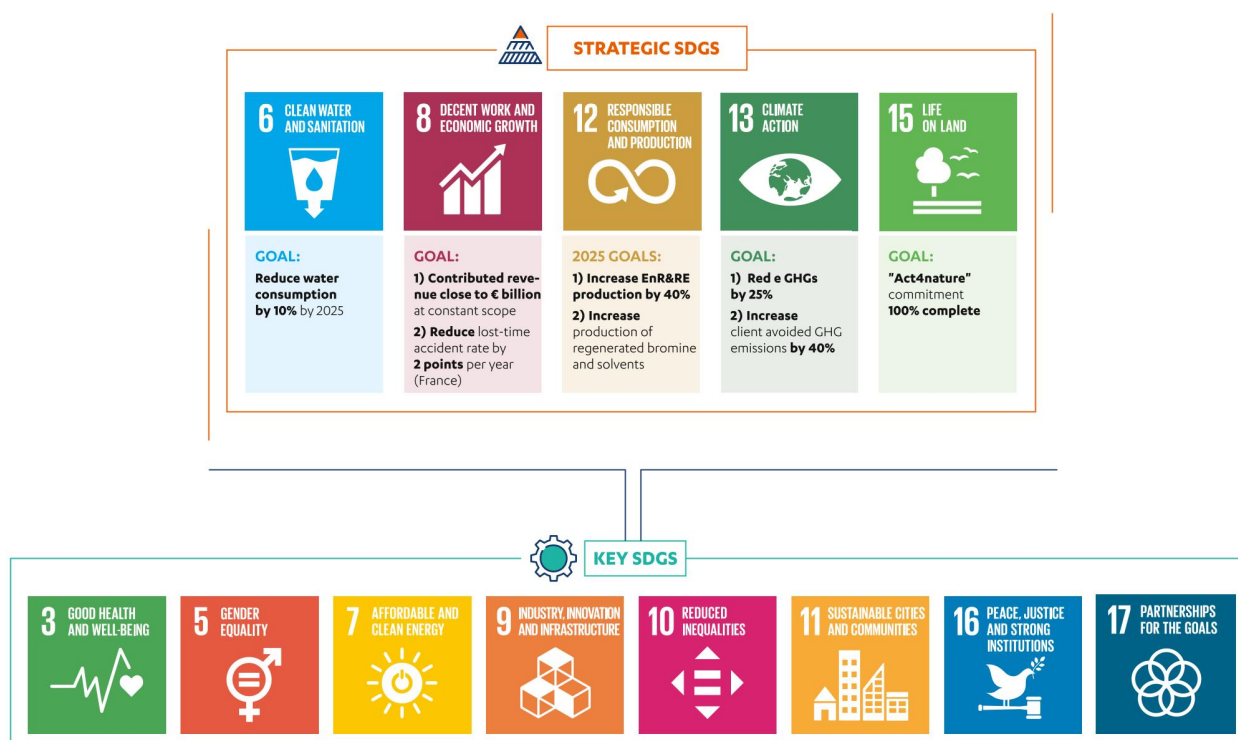 STRATEGIC SDGS
6 CLEAN WATER
AND SANITATION
GOAL:
Reduce water
consumption
by 10% by 2025
8 DECENT WORK AND
ECONOMIC GROWTH
GOAL:
1) Contributed reve-
nue close to € billion
at constant scope
2) Reduce lost-time
accident rate by
2 points per year
(France)
12 RESPONSIBLE
CONSUMPTION
AND PRODUCTION
2025 GOALS:
1) Increase EnR&RE
production by 40%
2) Increase
production of
regenerated bromine
and solvents
13 CLIMATE
ACTION
GOAL:
1) Red e GHGs
by 25%
2) Increase
client avoided GHG
emissions by 40%
15 LIFE
ON LAND
GOAL:
"Act4nature"
commitment
100% complete
KEY SDGS
3 GOOD HEALTH
AND WELL-BEING
5 GENDER
EQUALITY
7 AFFORDABLE AND
CLEAN ENERGY
9 INDUSTRY, INNOVATION
AND INFRASTRUCTURE
10 REDUCED
INEQUALITIES
11 SUSTAINABLE CITIES
AND COMMUNITIES
16 PEACE, JUSTICE
AND STRONG
INSTITUTIONS
17 PARTNERSHIPS
FOR THE GOALS